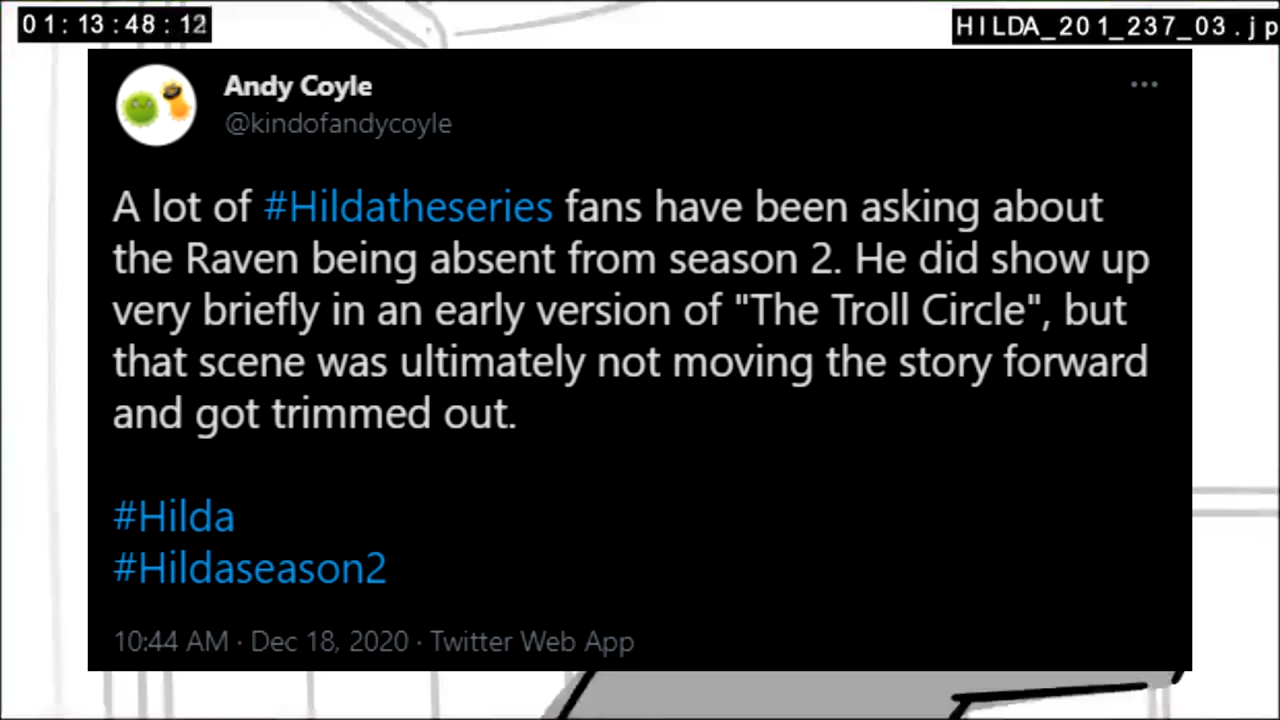 01:13:48:12
HILDA_201_237_03.jp
Andy Coyle
@kindofandycoyle
A lot of #Hildatheseries fans have been asking about
the Raven being absent from season 2. He did show up
very briefly in an early version of "The Troll Circle", but
that scene was ultimately not moving the story forward
and got trimmed out.
#Hilda
#Hildaseason2
10:44 AM · Dec 18, 2020 · Twitter Web App